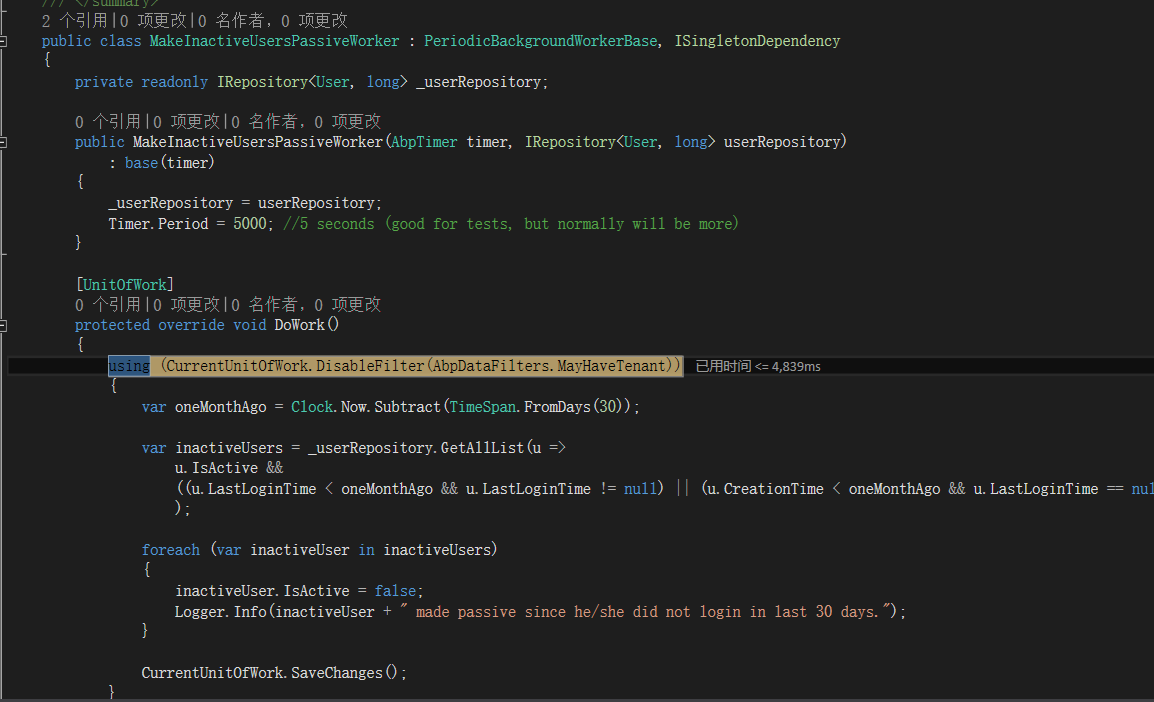 /// </summary>
2 个引用|0 项更改|0 名作者，0 项更改
public class MakeInactiveUsersPassiveWorker : PeriodicBackgroundWorkerBase, ISingletonDependency
{
private readonly IRepository<User, long> _userRepository;
0 个引用|0 项更改|0 名作者，0 项更改
public MakeInactiveUsersPassiveWorker(AbpTimer timer, IRepository<User, long> userRepository)
: base(timer)
{
_userRepository = userRepository;
Timer.Period = 5000; //5 seconds (good for tests, but normally will be more)
}
[UnitOfWork]
0 个引用|0 项更改|0 名作者，0 项更改
protected override void DoWork()
{
using (CurrentUnitOfWork.DisableFilter(AbpDataFilters.MayHaveTenant)) 已用时间 <= 4,839ms
{
var oneMonthAgo = Clock.Now.Subtract(TimeSpan.FromDays(30));
var inactiveUsers = _userRepository.GetAllList(u =>
u.IsActive &&
((u.LastLoginTime < oneMonthAgo && u.LastLoginTime != null) || (u.CreationTime < oneMonthAgo && u.LastLoginTime ==
);
foreach (var inactiveUser in inactiveUsers)
{
inactiveUser.IsActive = false;
Logger.Info(inactiveUser + " made passive since he/she did not login in last 30 days.");
}
CurrentUnitOfWork.SaveChanges();
}